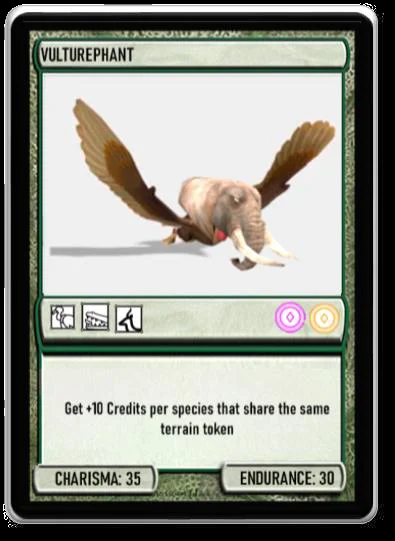 VULTUREPHANT
Get +10 Credits per species that share the same
terrain token
CHARISMA: 35
ENDURANCE: 30